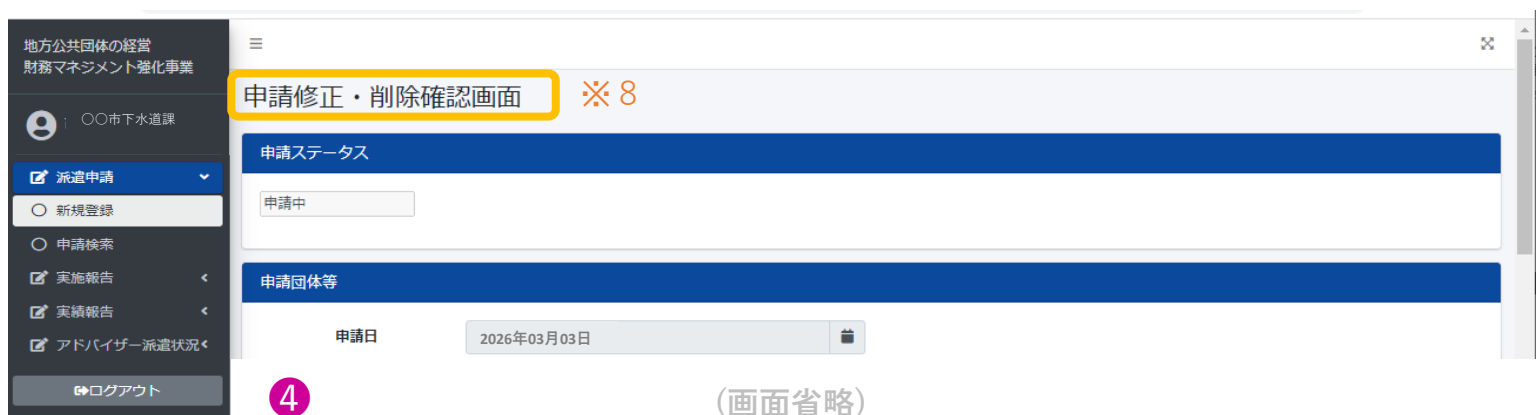 地方公共団体の経営
財務マネジメント強化事業
〇〇市下水道課
派遣申請
新規登録
申請検索
実施報告
実績報告
アドバイザー派遣状況
ログアウト
申請修正・削除確認画面
※8
申請ステータス
申請中
申請団体等
申請日
2026年03月03日
4
(画面省略)